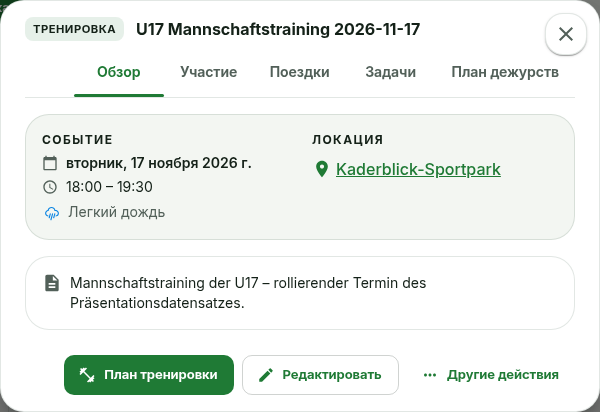 ТРЕНИРОВКА U17 Mannschaftstraining 2026-11-17
Обзор Участие Поездки Задачи План дежурств
СОБЫТИЕ
вторник, 17 ноября 2026 г.
18:00 – 19:30
Легкий дождь
ЛОКАЦИЯ
Kaderblick-Sportpark
Mannschaftstraining der U17 – rollierender Termin des
Präsentationsdatensatzes.
План тренировки Редактировать Другие действия